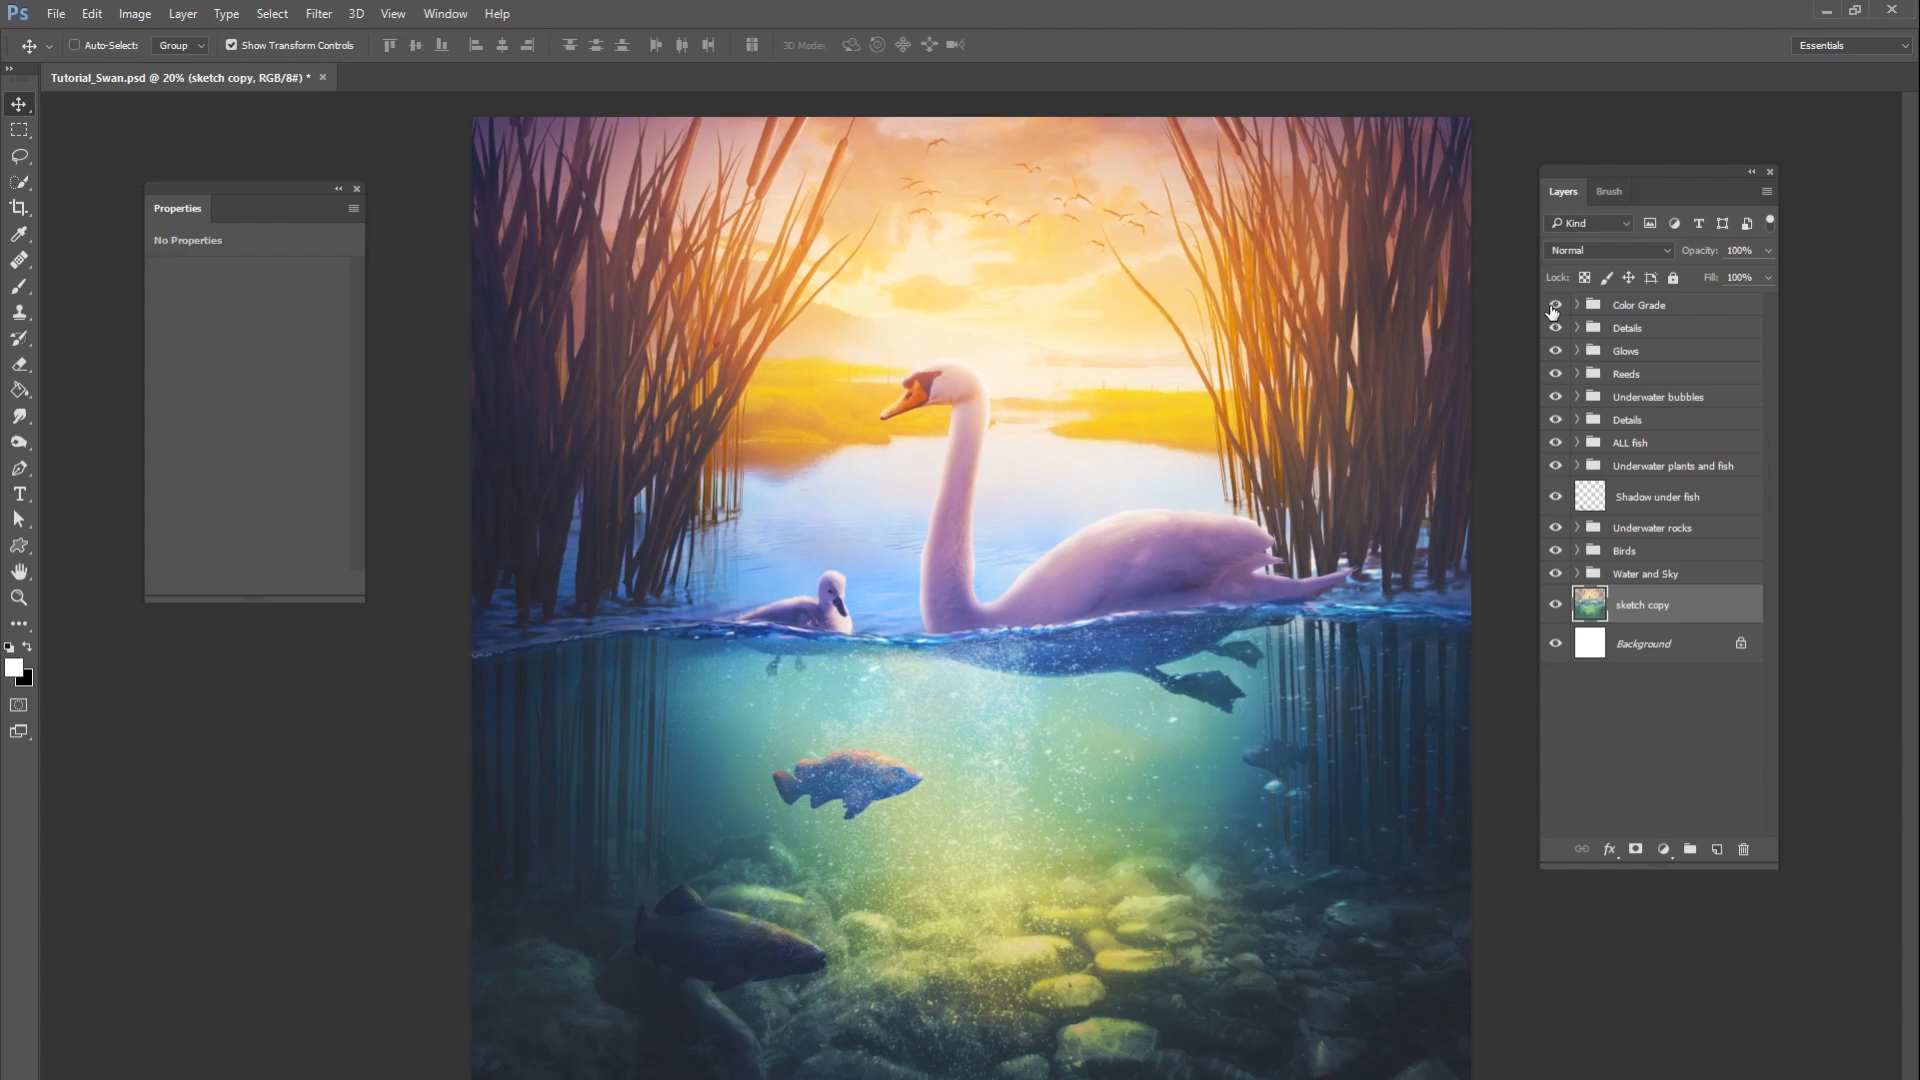 Ps File Edit Image Layer Type Select Filter 3D View Window Help
Auto-Select: Group Show Transform Controls 3D Mode: Essentials
Tutorial_Swan.psd @ 20% (sketch copy, RGB/8#) *
Properties
No Properties
Layers Brush
Kind
Normal Opacity: 100%
Lock: Fill: 100%
Color Grade
Details
Glows
Reeds
Underwater bubbles
Details
ALL fish
Underwater plants and fish
Shadow under fish
Underwater rocks
Birds
Water and Sky
sketch copy
Background
fx